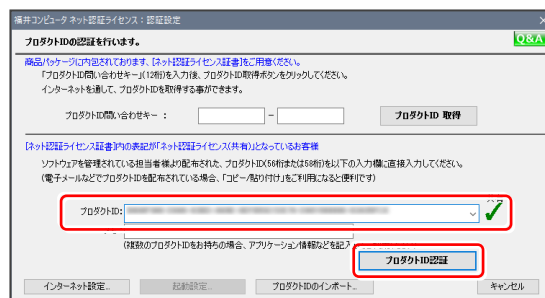 福井コンピュータ ネット認証ライセンス：認証設定
プロダクトIDの認証を行います。
Q&A
商品パッケージに内包されております、[ネット認証ライセンス証書]をご用意ください。
「プロダクトID問い合わせキー」(12桁)を入力後、プロダクトID取得ボタンをクリックしてください。
インターネットを通して、プロダクトIDを取得する事ができます。
プロダクトID問い合わせキー：
－
プロダクトID 取得
[ネット認証ライセンス証書]内の表記が「ネット認証ライセンス(共有)」となっているお客様
ソフトウェアを管理されている担当者様より配布された、プロダクトID(56桁または58桁)を以下の入力欄に直接入力してください。
(電子メールなどでプロダクトIDを配布されている場合、「コピー/貼り付け」をご利用になると便利です)
プロダクトID:
(複数のプロダクトIDをお持ちの場合、アプリケーション情報などを記入
プロダクトID認証
インターネット設定...
起動設定...
プロダクトIDのインポート...
キャンセル